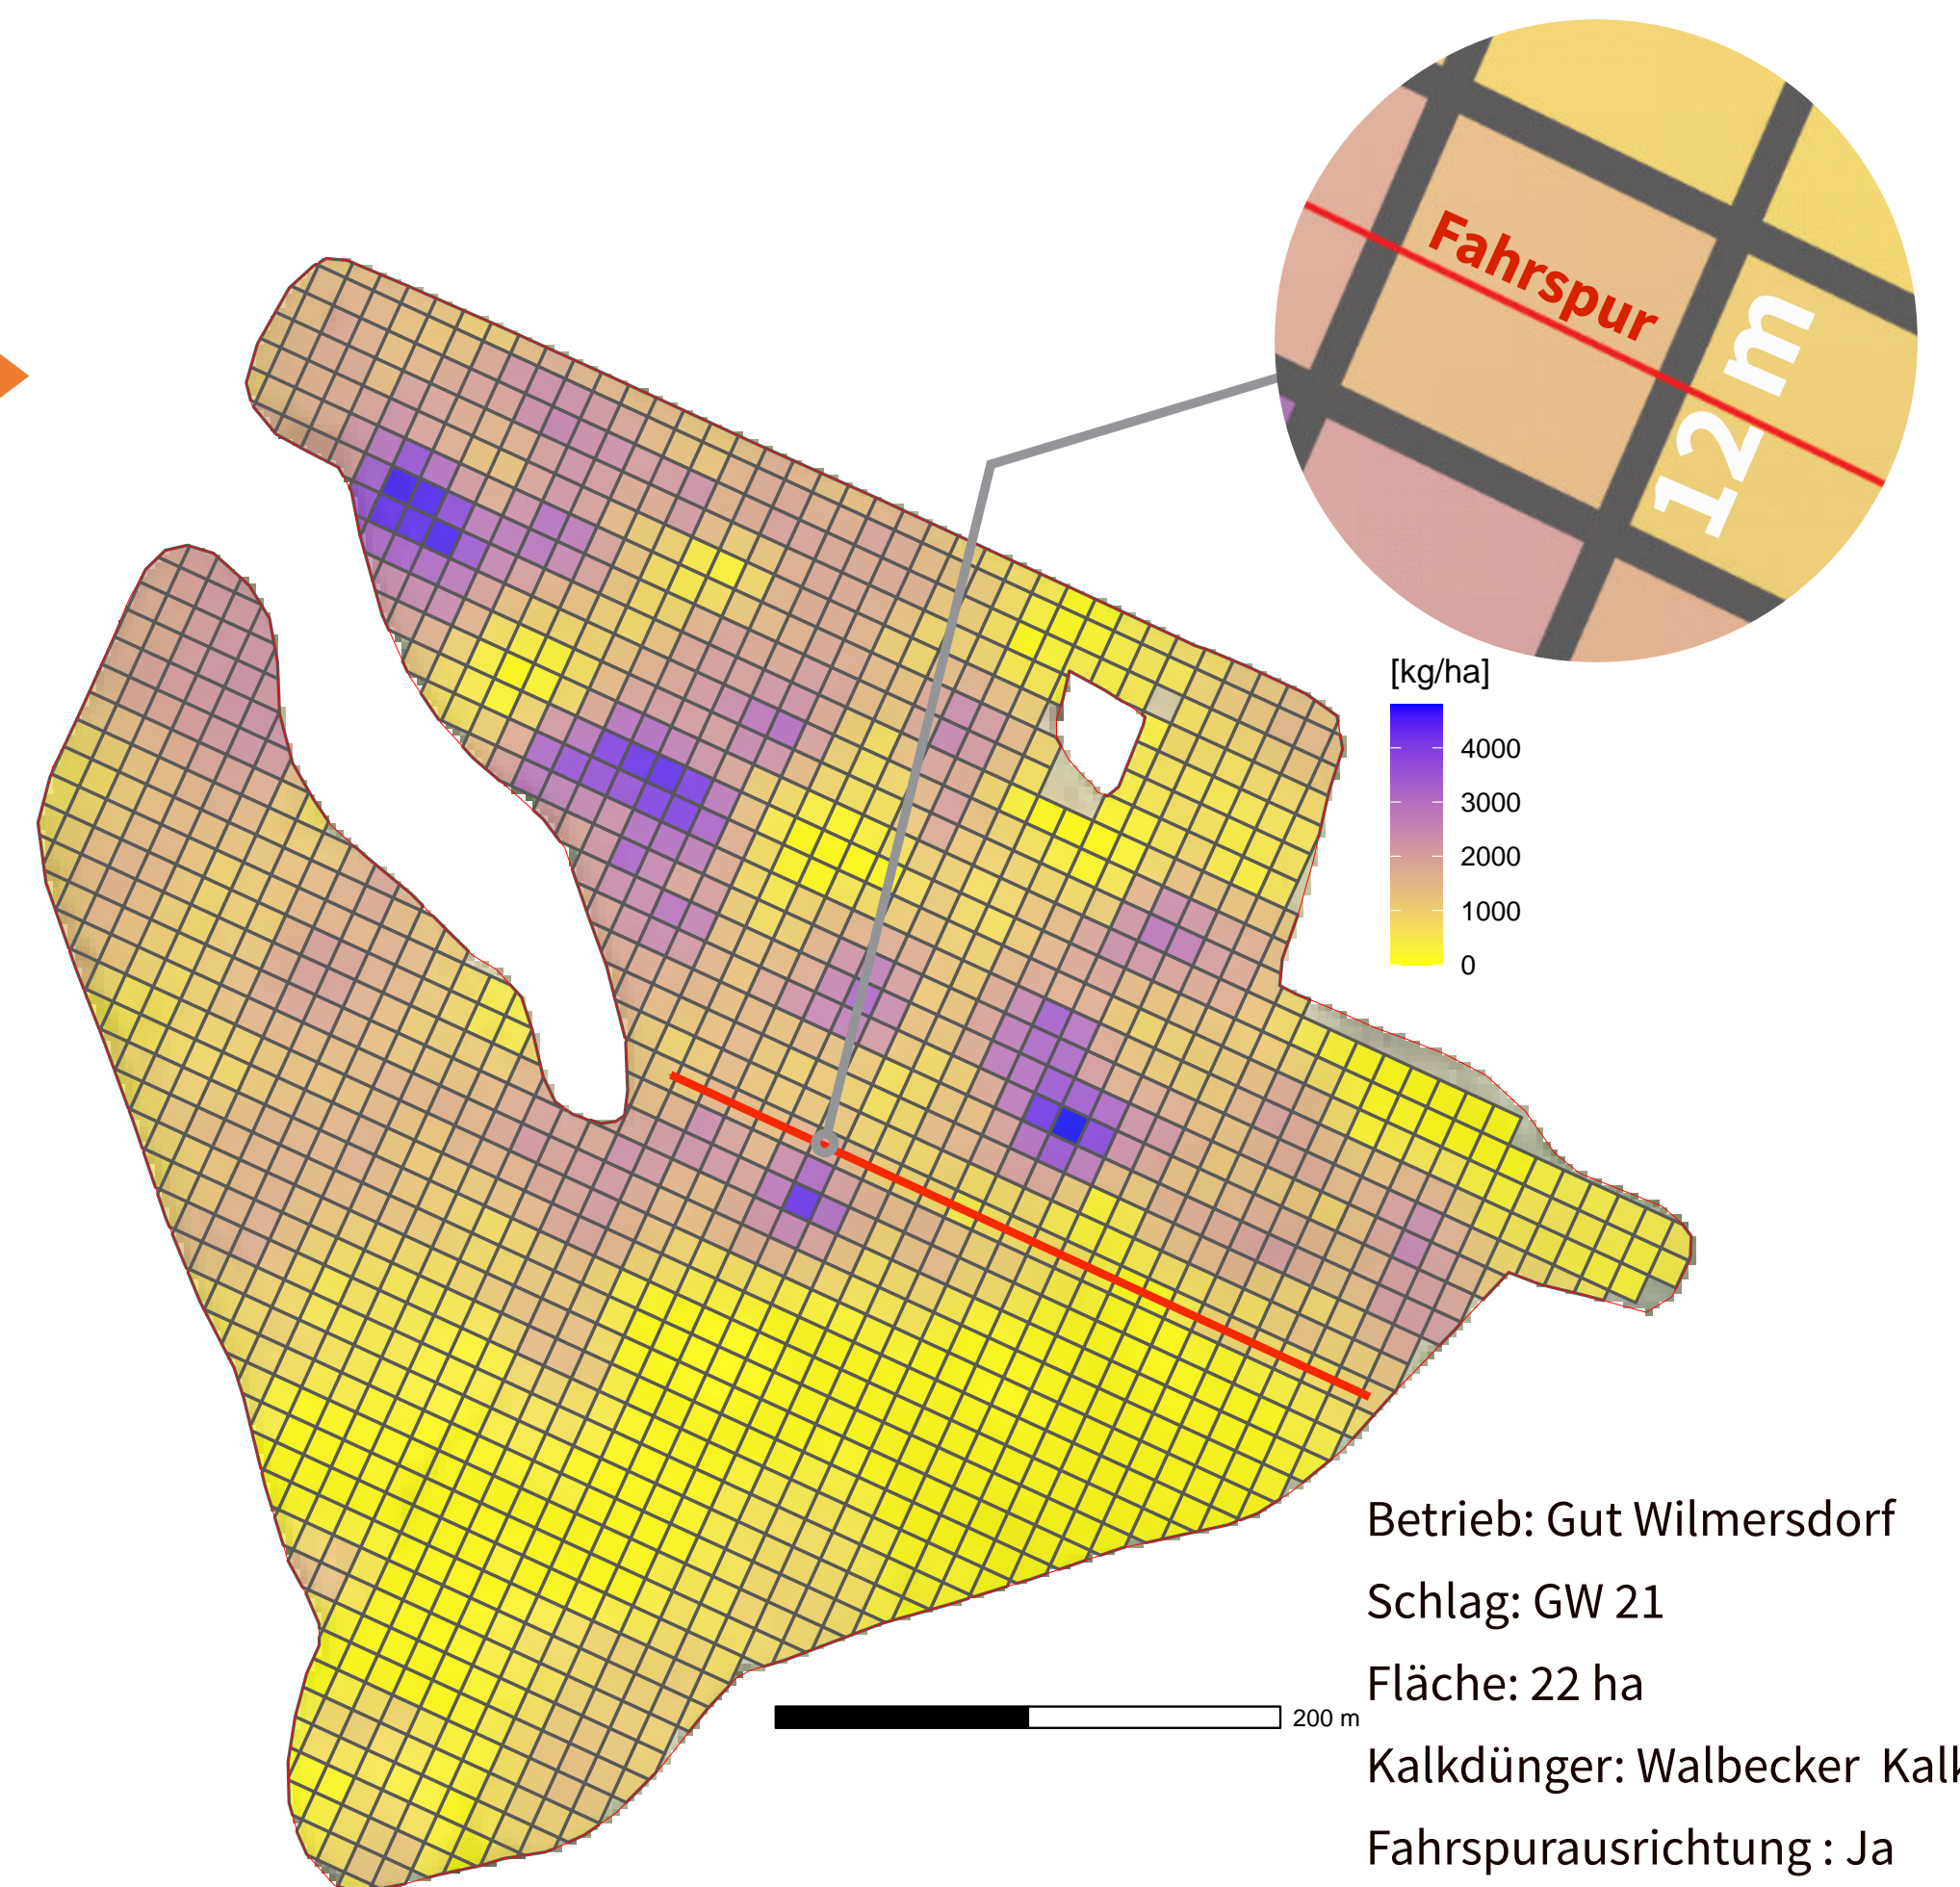 Fahrspur
12 m
[kg/ha]
4000
3000
2000
1000
0
200 m
Betrieb: Gut Wilmersdorf
Schlag: GW 21
Fläche: 22 ha
Kalkdünger: Walbecker Kalk
Fahrspurausrichtung : Ja